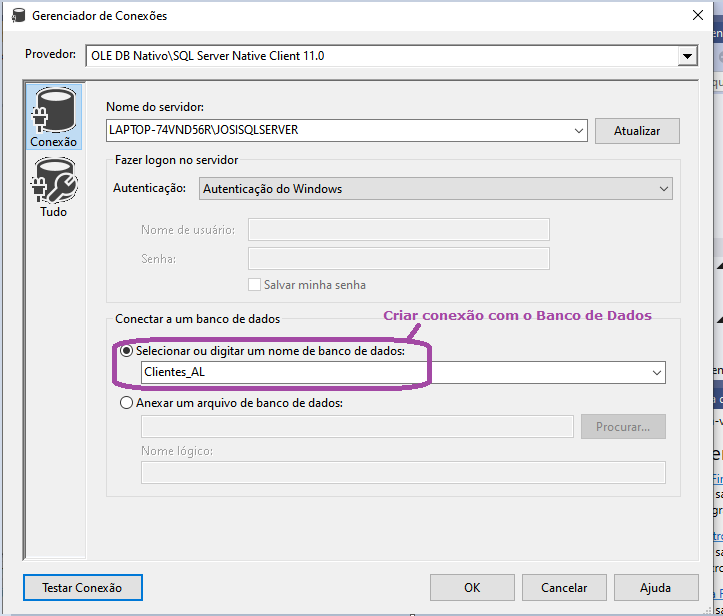 Gerenciador de Conexões
Provedor: OLE DB Nativo\SQL Server Native Client 11.0
Conexão
Tudo
Nome do servidor:
LAPTOP-74VND56R\JOSISQLSERVER
Atualizar
Fazer logon no servidor
Autenticação: Autenticação do Windows
Nome de usuário:
Senha:
Salvar minha senha
Conectar a um banco de dados
Criar conexão com o Banco de Dados
Selecionar ou digitar um nome de banco de dados:
Clientes_AL
Anexar um arquivo de banco de dados:
Procurar...
Nome lógico:
Testar Conexão
OK
Cancelar
Ajuda